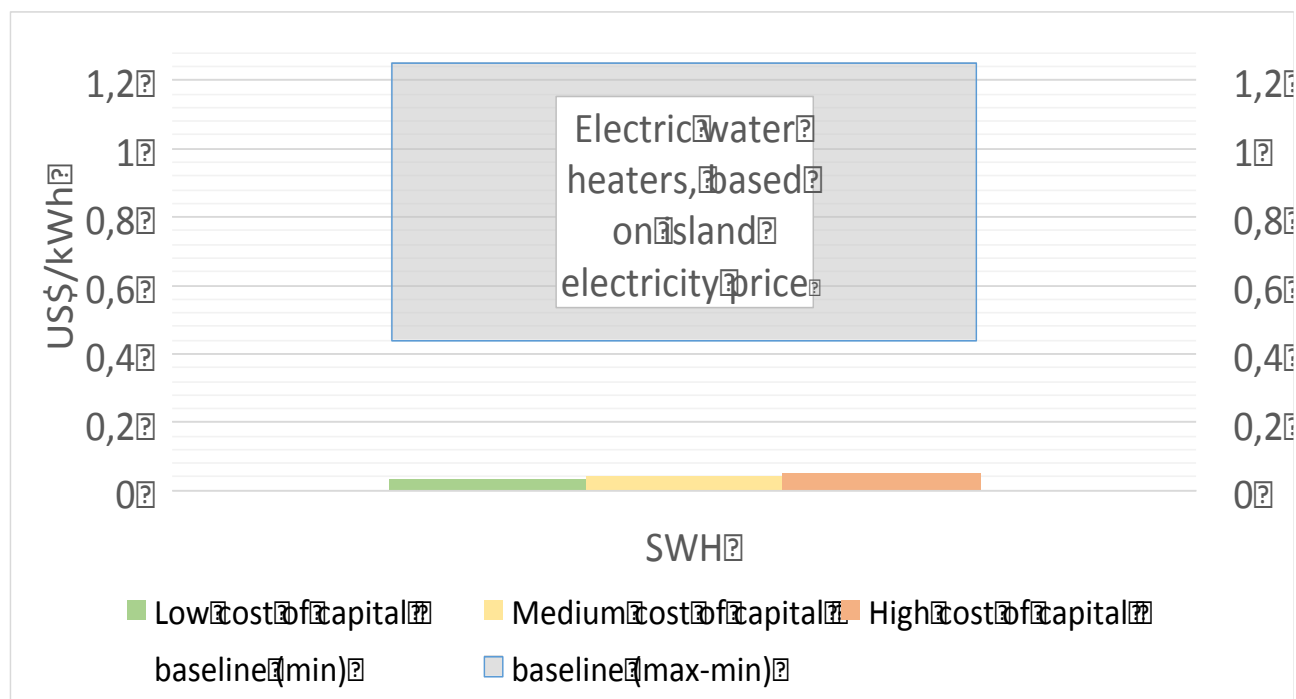 US$/kWh
1,2
1
0,8
0,6
0,4
0,2
0
Electric water
heaters, based
on island
electricity price
1,2
1
0,8
0,6
0,4
0,2
0
SWH
Low cost of capital
Medium cost of capital
High cost of capital
baseline (min)
baseline (max-min)